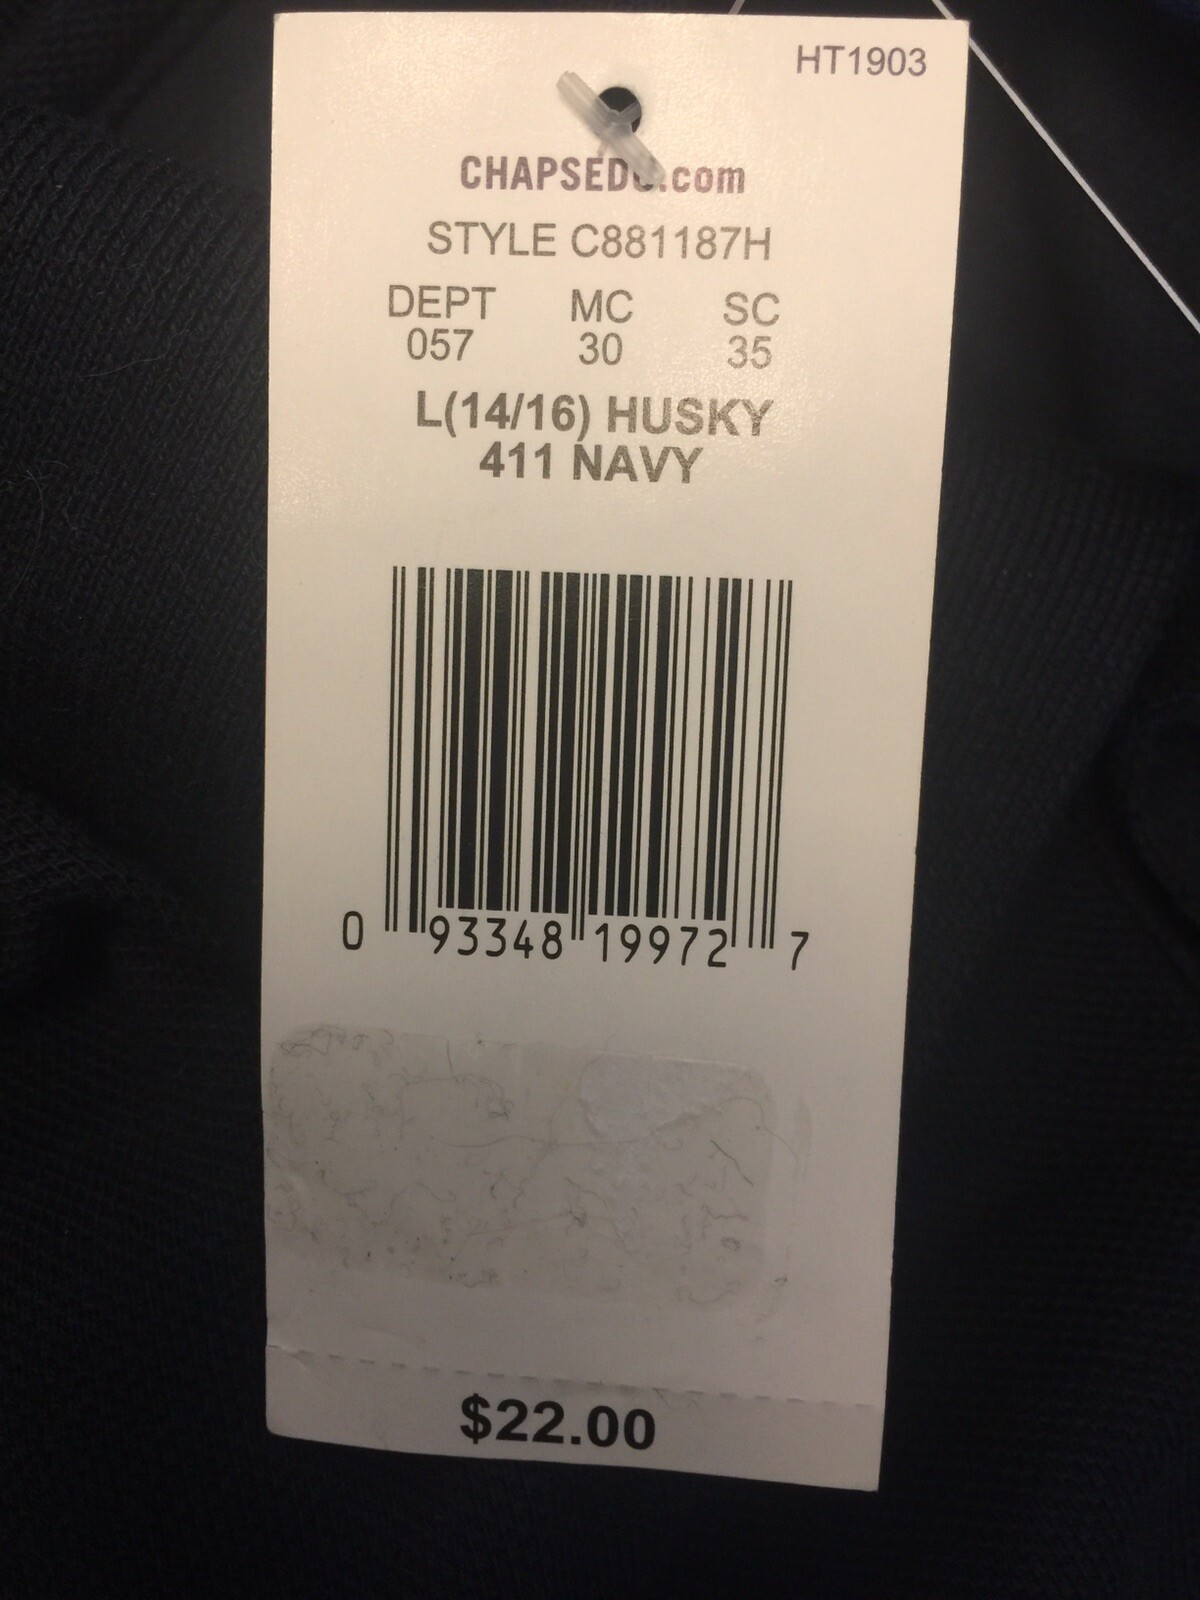 HT1903
CHAPSEDU.com
STYLE C881187H
DEPT MC SC
057 30 35
L(14/16) HUSKY
411 NAVY
0 93348 19972 7
$22.00